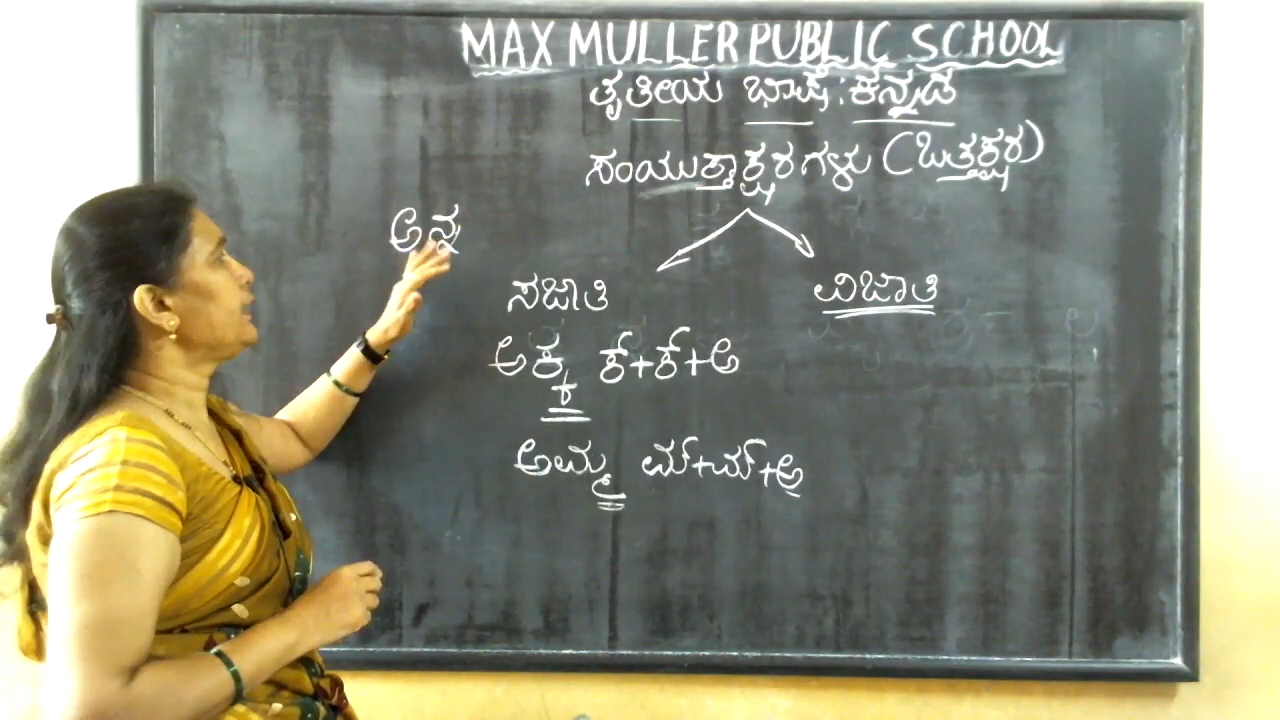 MAX MULLER PUBLIC SCHOOL
ತೃತೀಯ ಭಾಷೆ : ಕನ್ನಡ
ಸಂಯುಕ್ತಾಕ್ಷರಗಳು (ಒತ್ತಕ್ಷರ)
ಅನ್ನ
ಸಜಾತಿ ವಿಜಾತಿ
ಅಕ್ಕ ಕ್+ಕ್+ಅ
ಅಮ್ಮ ಮ್+ಮ್+ಅ